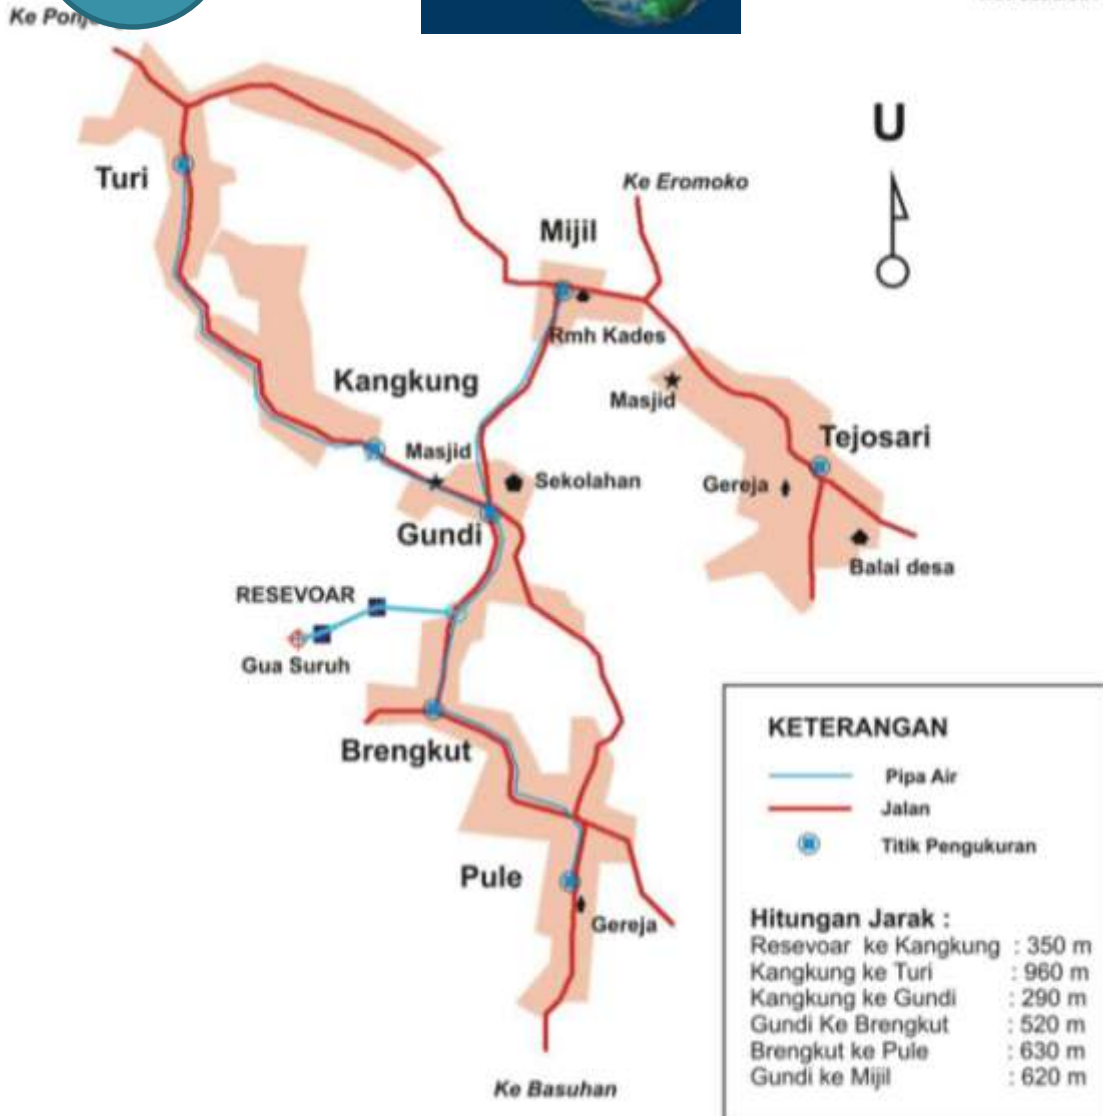 Ke
U
Turi
Ke Eromoko
Mijil
Rmh Kades
Kangkung
Masjid
Masjid
Tejosari
Sekolahan
Gereja
Gundi
Balai desa
RESEVOAR
Gua Suruh
Brengkut
Pule
Gereja
Ke Basuhan
KETERANGAN
Pipa Air
Jalan
Titik Pengukuran
Hitungan Jarak :
Resevoar ke Kangkung : 350 m
Kangkung ke Turi : 960 m
Kangkung ke Gundi : 290 m
Gundi Ke Brengkut : 520 m
Brengkut ke Pule : 630 m
Gundi ke Mijil : 620 m